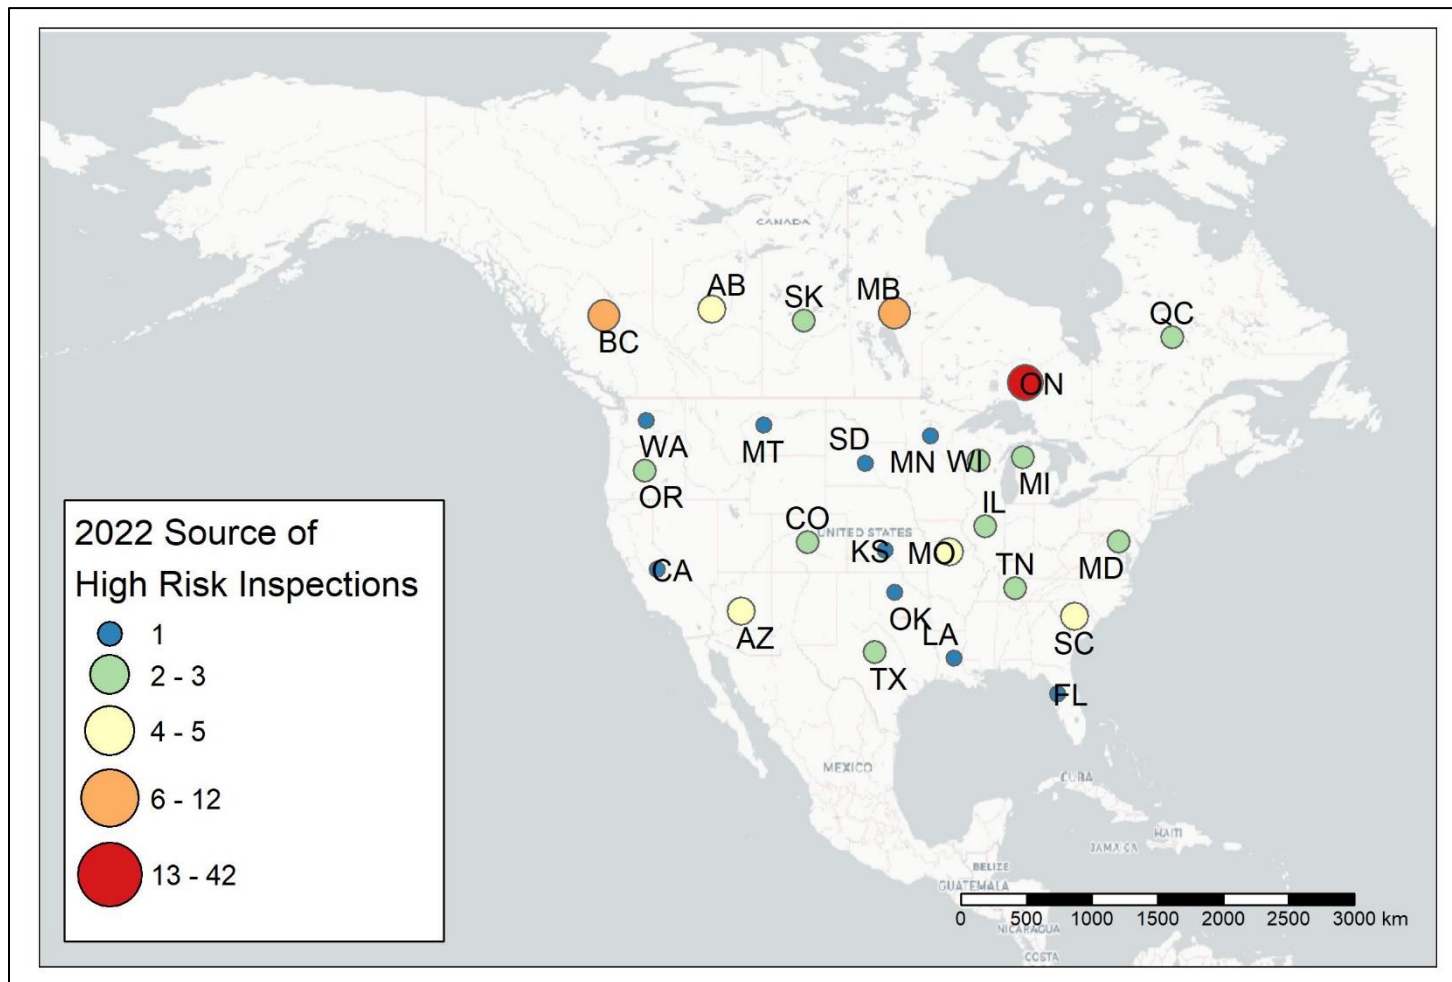 CANADA
AB
SK
MB
QC
BC
ON
WA
MT
SD
MN
WI
MI
OR
IL
CO
UNITED STATES
KS
MO
TN
MD
CA
OK
LA
AZ
SC
TX
FL
2022 Source of
High Risk Inspections
1
2 - 3
4 - 5
6 - 12
13 - 42
MEXICO
CUBA
HAITI
JAMAICA
BELIZE
GUATEMALA
NICARAGUA
COSTA
0 500 1000 1500 2000 2500 3000 km